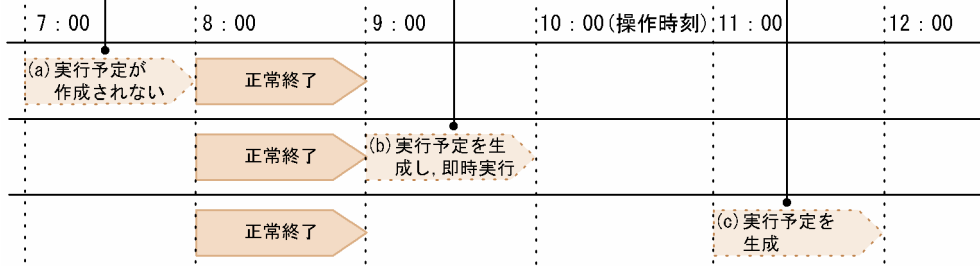 7：00 8：00 9：00 10：00(操作時刻) 11：00 12：00
(a)実行予定が
作成されない
正常終了
正常終了
(b)実行予定を生
成し，即時実行
正常終了
(c)実行予定を
生成